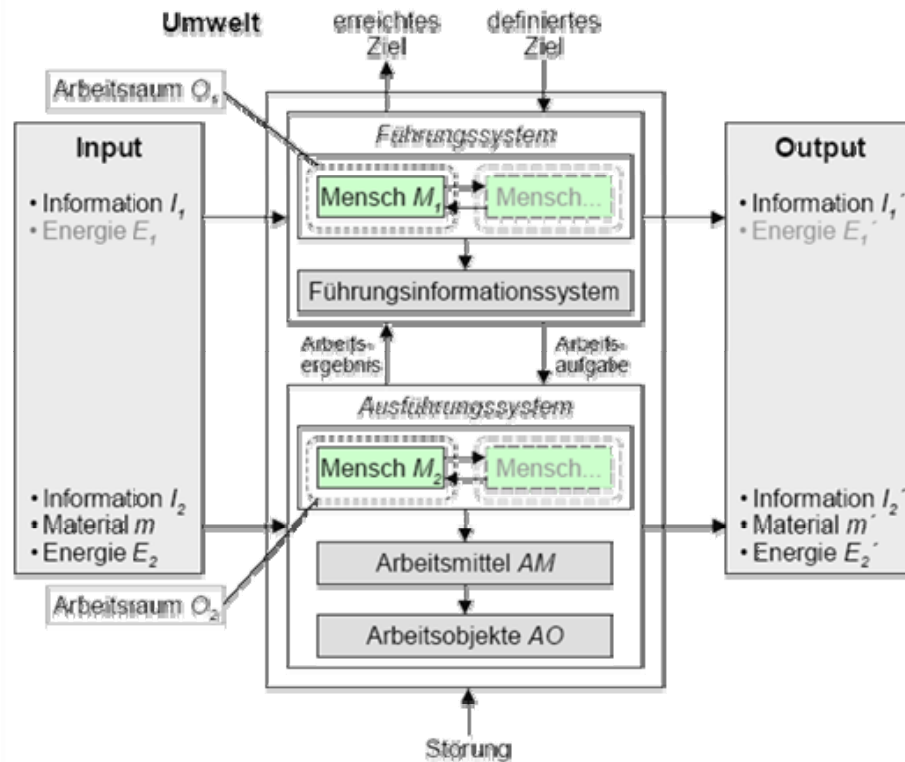 Umwelt
erreichtes
Ziel
definiertes
Ziel
Arbeitsraum O₁
Input
• Information I₁
• Energie E₁
• Information I₂
• Material m
• Energie E₂
Arbeitsraum O₂
Führungssystem
Mensch M₁
Mensch...
Führungsinformationssystem
Arbeits-
ergebnis
Arbeits-
aufgabe
Ausführungssystem
Mensch M₂
Mensch...
Arbeitsmittel AM
Arbeitsobjekte AO
Störung
Output
• Information I₁´
• Energie E₁´
• Information I₂´
• Material m´
• Energie E₂´